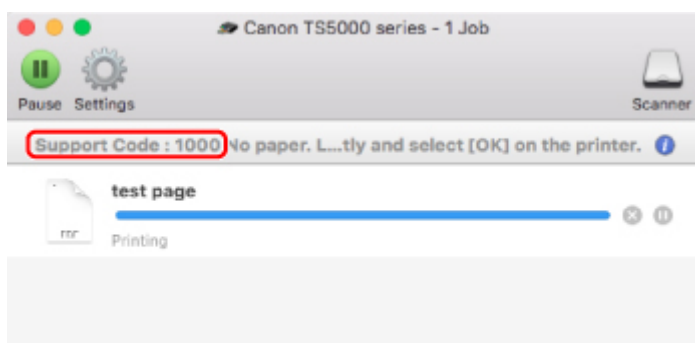 Canon TS5000 series - 1 Job
Pause Settings Scanner
Support Code : 1000 No paper. L...tly and select [OK] on the printer.
test page
Printing